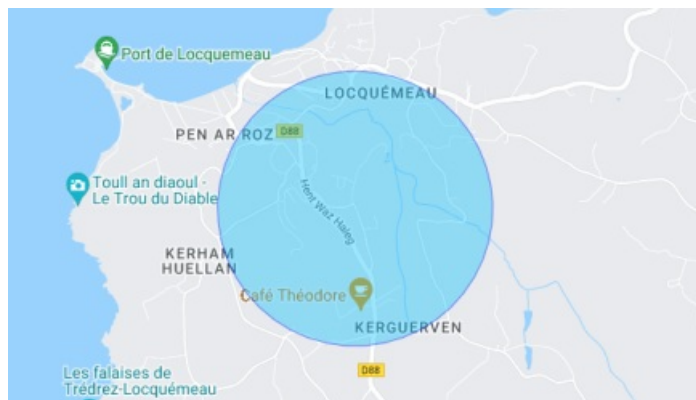 Port de Locquemeau
LOCQUÉMEAU
PEN AR ROZ
D88
Toull an diaoul -
Le Trou du Diable
Hent Waz Haleg
KERHAM
HUELLAN
Café Théodore
KERGUERVEN
D88
Les falaises de
Trédrez-Locquémeau